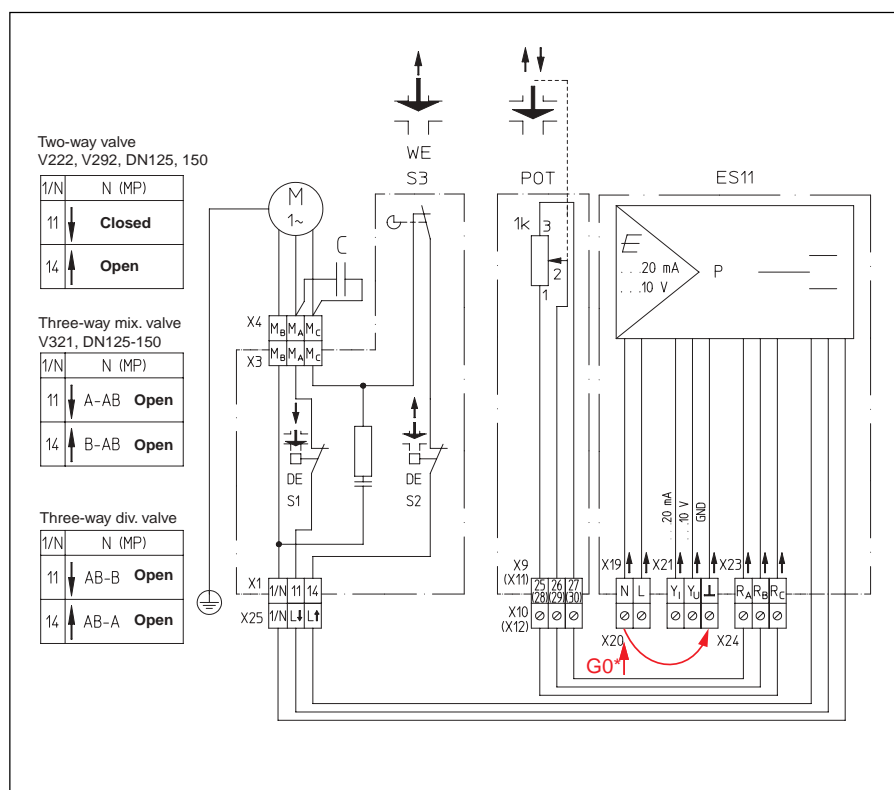 WE
S3
POT
ES11
Two-way valve
V222, V292, DN125, 150
1/N N (MP)
11 Closed
14 Open
Three-way mix. valve
V321, DN125-150
1/N N (MP)
11 A-AB Open
14 B-AB Open
Three-way div. valve
1/N N (MP)
11 AB-B Open
14 AB-A Open
M
1~
C
X4 MB MA MC
X3 MB MA MC
DE
S1
DE
S2
X1 1/N 11 14
X25 1/N L↓ L↑
1k 3
2
1
E
...20 mA
...10 V
P
...20 mA
...10 V
GND
X9
(X11)
25 26 27
(28) (29) (30)
X10
(X12)
X19 N L
X21 YI YU ⊥
X23 RA RB RC
X20
X24
G0*